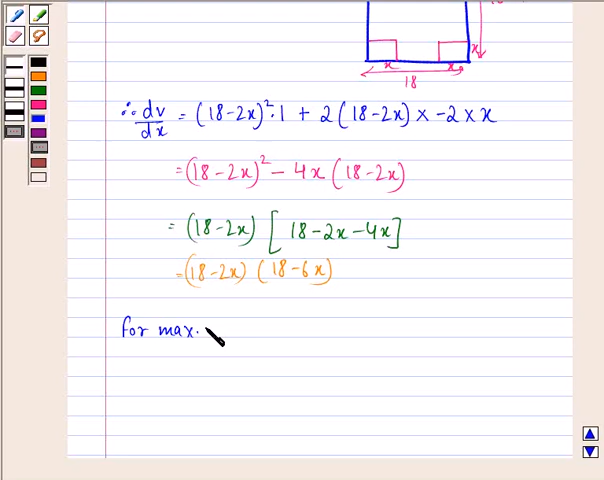 18
x
x x
18
∴ dv/dx = (18-2x)²·1 + 2(18-2x) × -2 × x
= (18-2x)² - 4x (18-2x)
= (18-2x) [18-2x-4x]
= (18-2x) (18-6x)
for max.